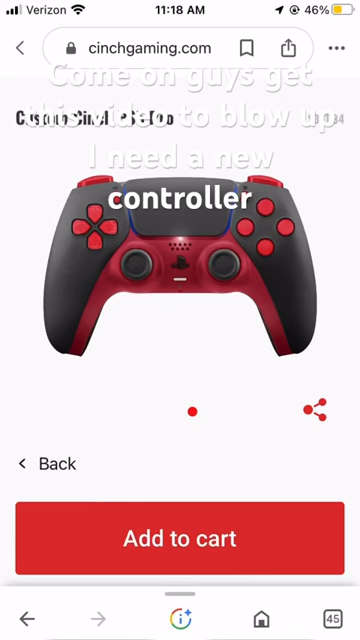 Verizon 11:18 AM 46%
cinchgaming.com
Come on guys get
this video to blow up
I need a new
controller
Back
Add to cart
45